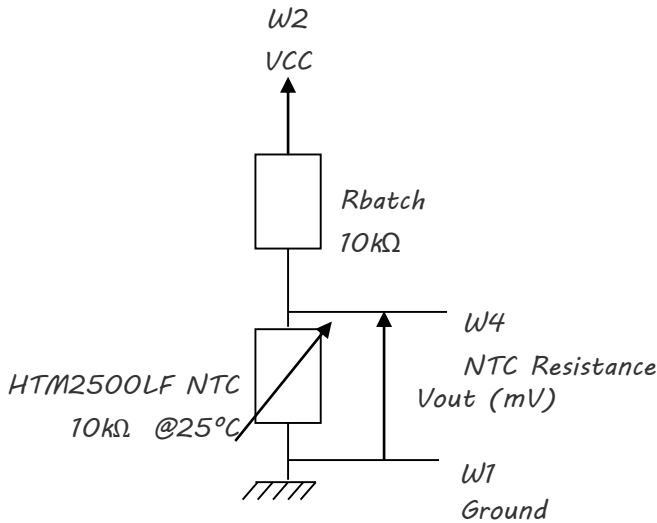 W2
VCC
Rbatch
10kΩ
W4
NTC Resistance
HTM2500LF NTC
Vout (mV)
10kΩ @25°C
W1
Ground